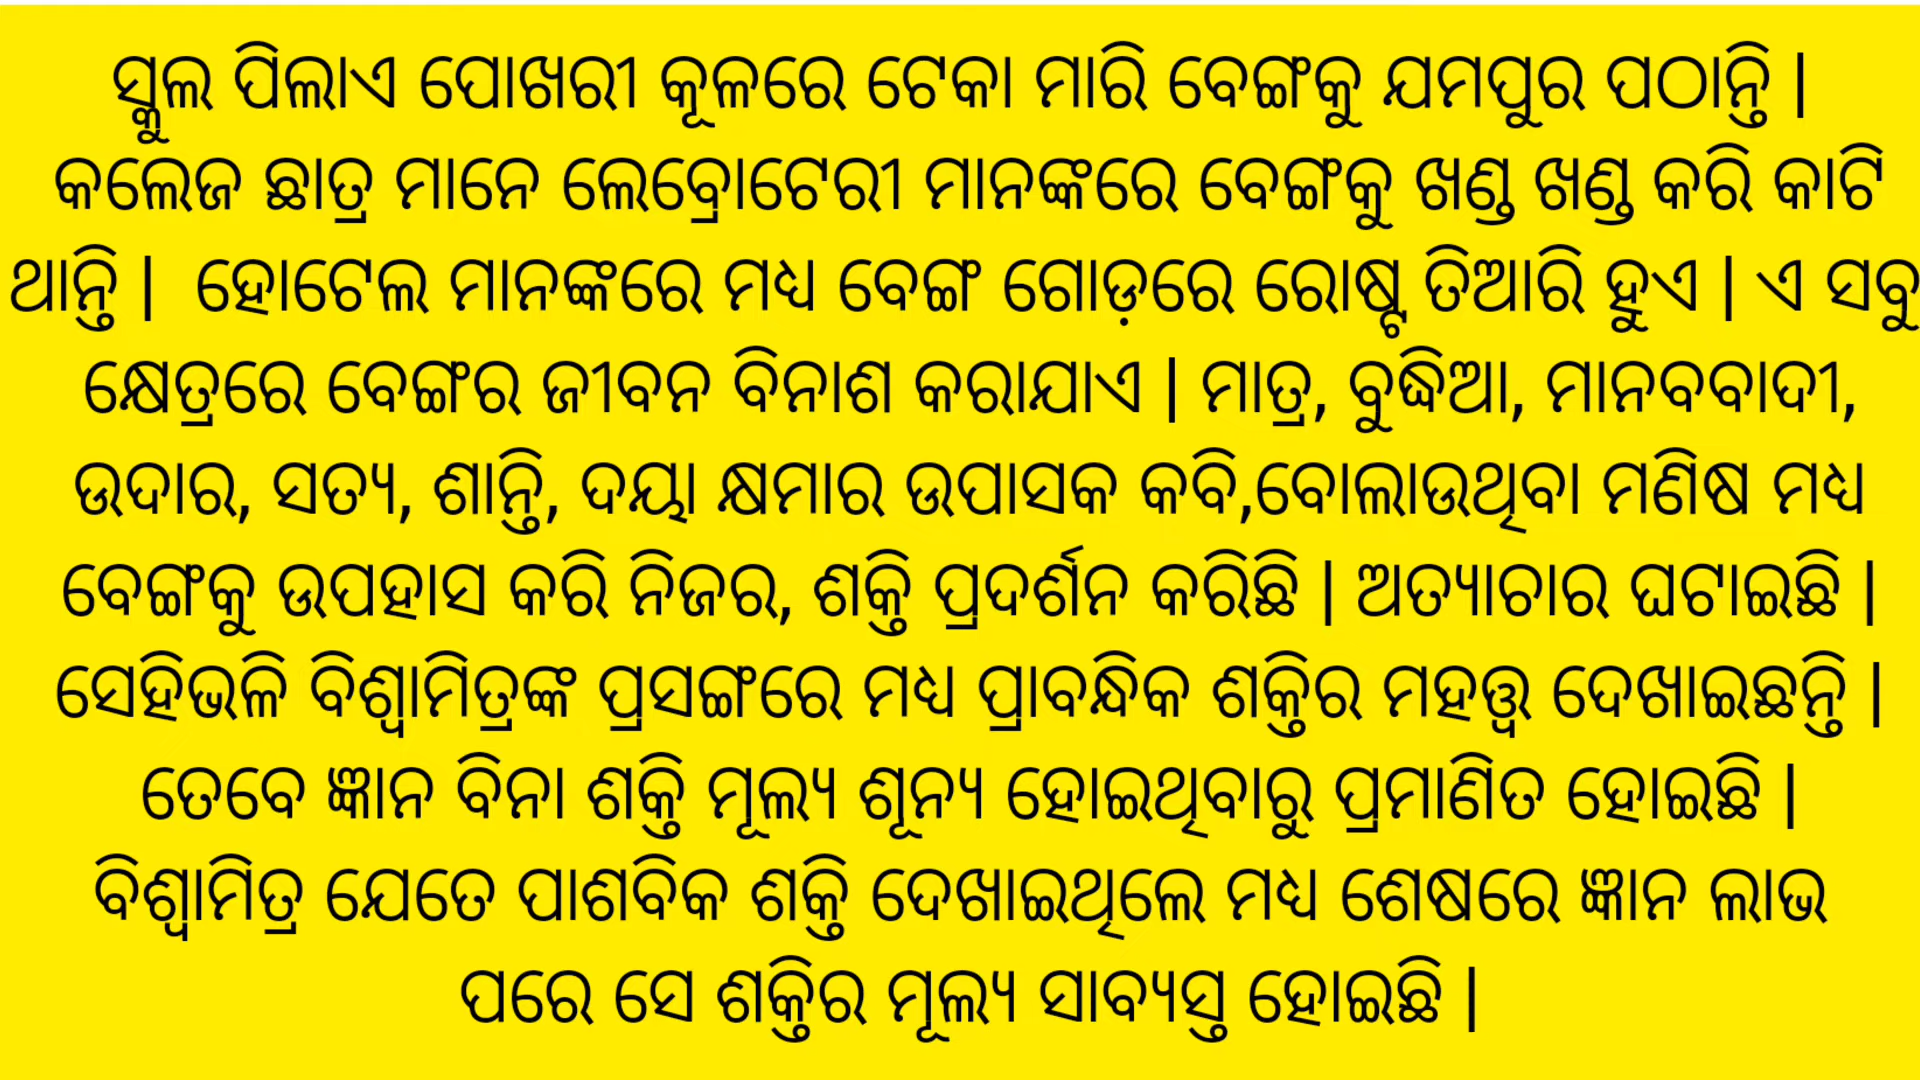 ସ୍କୁଲ ପିଲାଏ ପୋଖରୀ କୂଳରେ ଟେକା ମାରି ବେଙ୍ଗକୁ ଯମପୁର ପଠାନ୍ତି |
କଲେଜ ଛାତ୍ର ମାନେ ଲେବ୍ରୋଟେରୀ ମାନଙ୍କରେ ବେଙ୍ଗକୁ ଖଣ୍ଡ ଖଣ୍ଡ କରି କାଟି
ଥାନ୍ତି | ହୋଟେଲ ମାନଙ୍କରେ ମଧ୍ୟ ବେଙ୍ଗ ଗୋଡ଼ରେ ରୋଷ୍ଟ ତିଆରି ହୁଏ | ଏ ସବୁ
କ୍ଷେତ୍ରରେ ବେଙ୍ଗର ଜୀବନ ବିନାଶ କରାଯାଏ | ମାତ୍ର, ବୁଦ୍ଧିଆ, ମାନବବାଦୀ,
ଉଦାର, ସତ୍ୟ, ଶାନ୍ତି, ଦୟା କ୍ଷମାର ଉପାସକ କବି,ବୋଲାଉଥିବା ମଣିଷ ମଧ୍ୟ
ବେଙ୍ଗକୁ ଉପହାସ କରି ନିଜର, ଶକ୍ତି ପ୍ରଦର୍ଶନ କରିଛି | ଅତ୍ୟାଚାର ଘଟାଇଛି |
ସେହିଭଳି ବିଶ୍ୱାମିତ୍ରଙ୍କ ପ୍ରସଙ୍ଗରେ ମଧ୍ୟ ପ୍ରାବନ୍ଧିକ ଶକ୍ତିର ମହତ୍ତ୍ୱ ଦେଖାଇଛନ୍ତି |
ତେବେ ଜ୍ଞାନ ବିନା ଶକ୍ତି ମୂଲ୍ୟ ଶୂନ୍ୟ ହୋଇଥିବାରୁ ପ୍ରମାଣିତ ହୋଇଛି |
ବିଶ୍ୱାମିତ୍ର ଯେତେ ପାଶବିକ ଶକ୍ତି ଦେଖାଇଥିଲେ ମଧ୍ୟ ଶେଷରେ ଜ୍ଞାନ ଲାଭ
ପରେ ସେ ଶକ୍ତିର ମୂଲ୍ୟ ସାବ୍ୟସ୍ତ ହୋଇଛି |